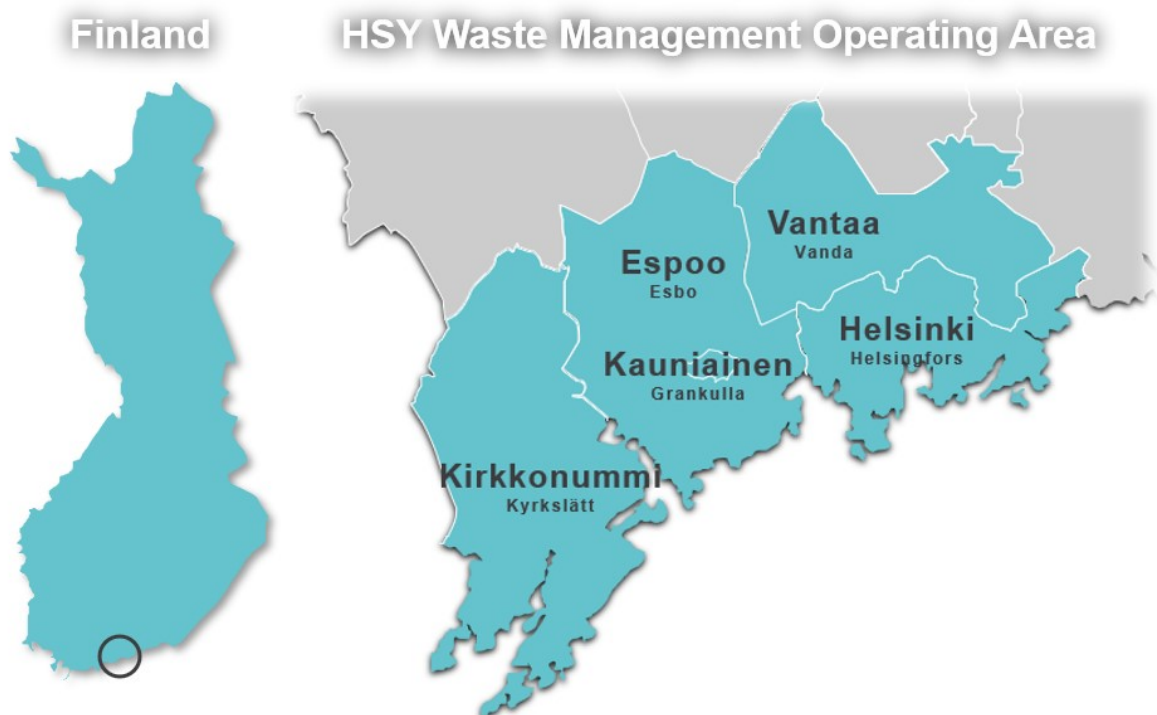 Finland
HSY Waste Management Operating Area
Vantaa
Vanda
Espoo
Esbo
Helsinki
Helsingfors
Kauniainen
Grankulla
Kirkkonummi
Kyrkslätt